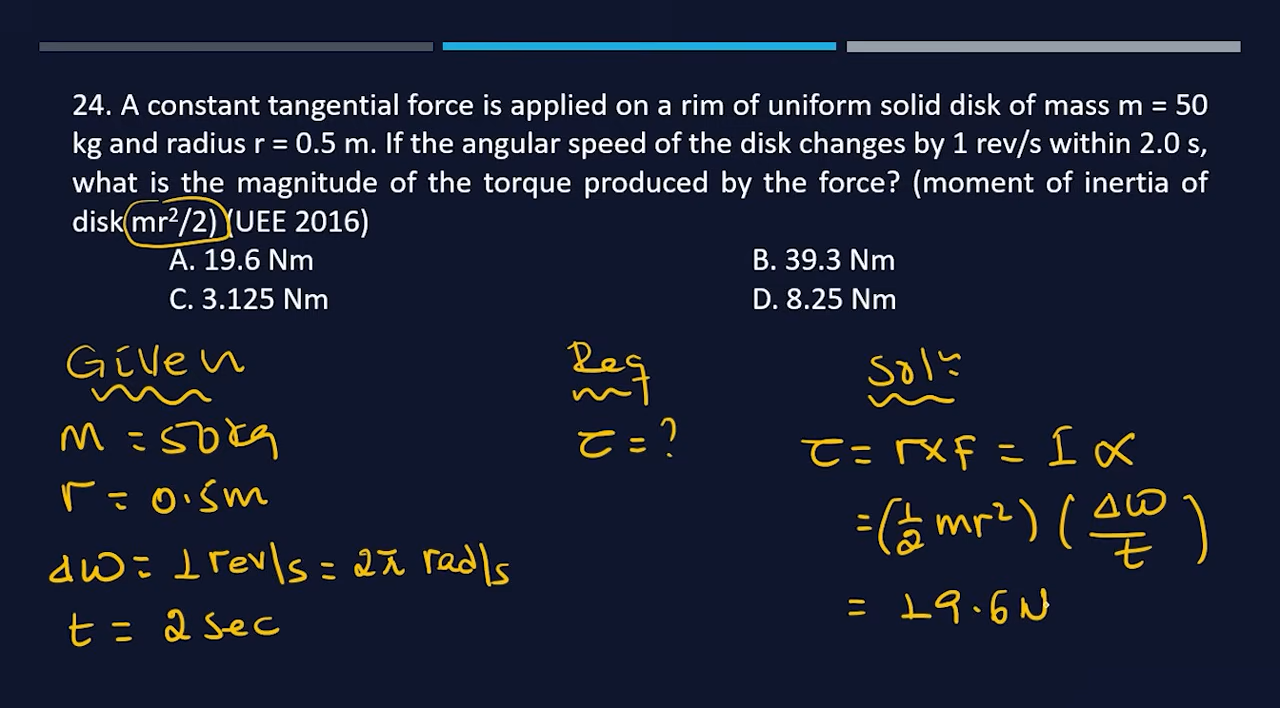 24. A constant tangential force is applied on a rim of uniform solid disk of mass m = 50
kg and radius r = 0.5 m. If the angular speed of the disk changes by 1 rev/s within 2.0 s,
what is the magnitude of the torque produced by the force? (moment of inertia of
disk mr²/2) (UEE 2016)
A. 19.6 Nm B. 39.3 Nm
C. 3.125 Nm D. 8.25 Nm
Given
m = 50kg
r = 0.5m
Δω = 1 rev/s = 2π rad/s
t = 2 sec
Req
τ = ?
Solⁿ:
τ = r×F = I α
= (1/2 mr²) (Δω/t)
= 19.6 N